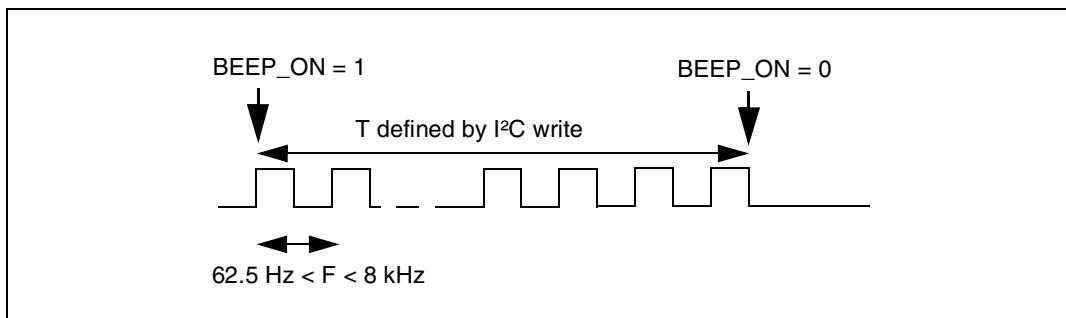 BEEP_ON = 1
BEEP_ON = 0
T defined by I²C write
62.5 Hz < F < 8 kHz